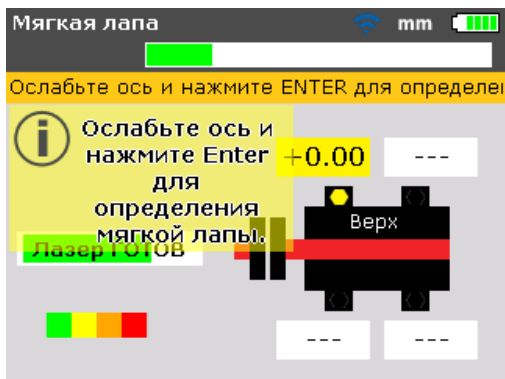 Мягкая лапа mm
Ослабьте ось и нажмите ENTER для определе
Ослабьте ось и
нажмите Enter
для
определения
мягкой лапы.
+0.00 ---
Верх
Лазер ГОТОВ
--- ---